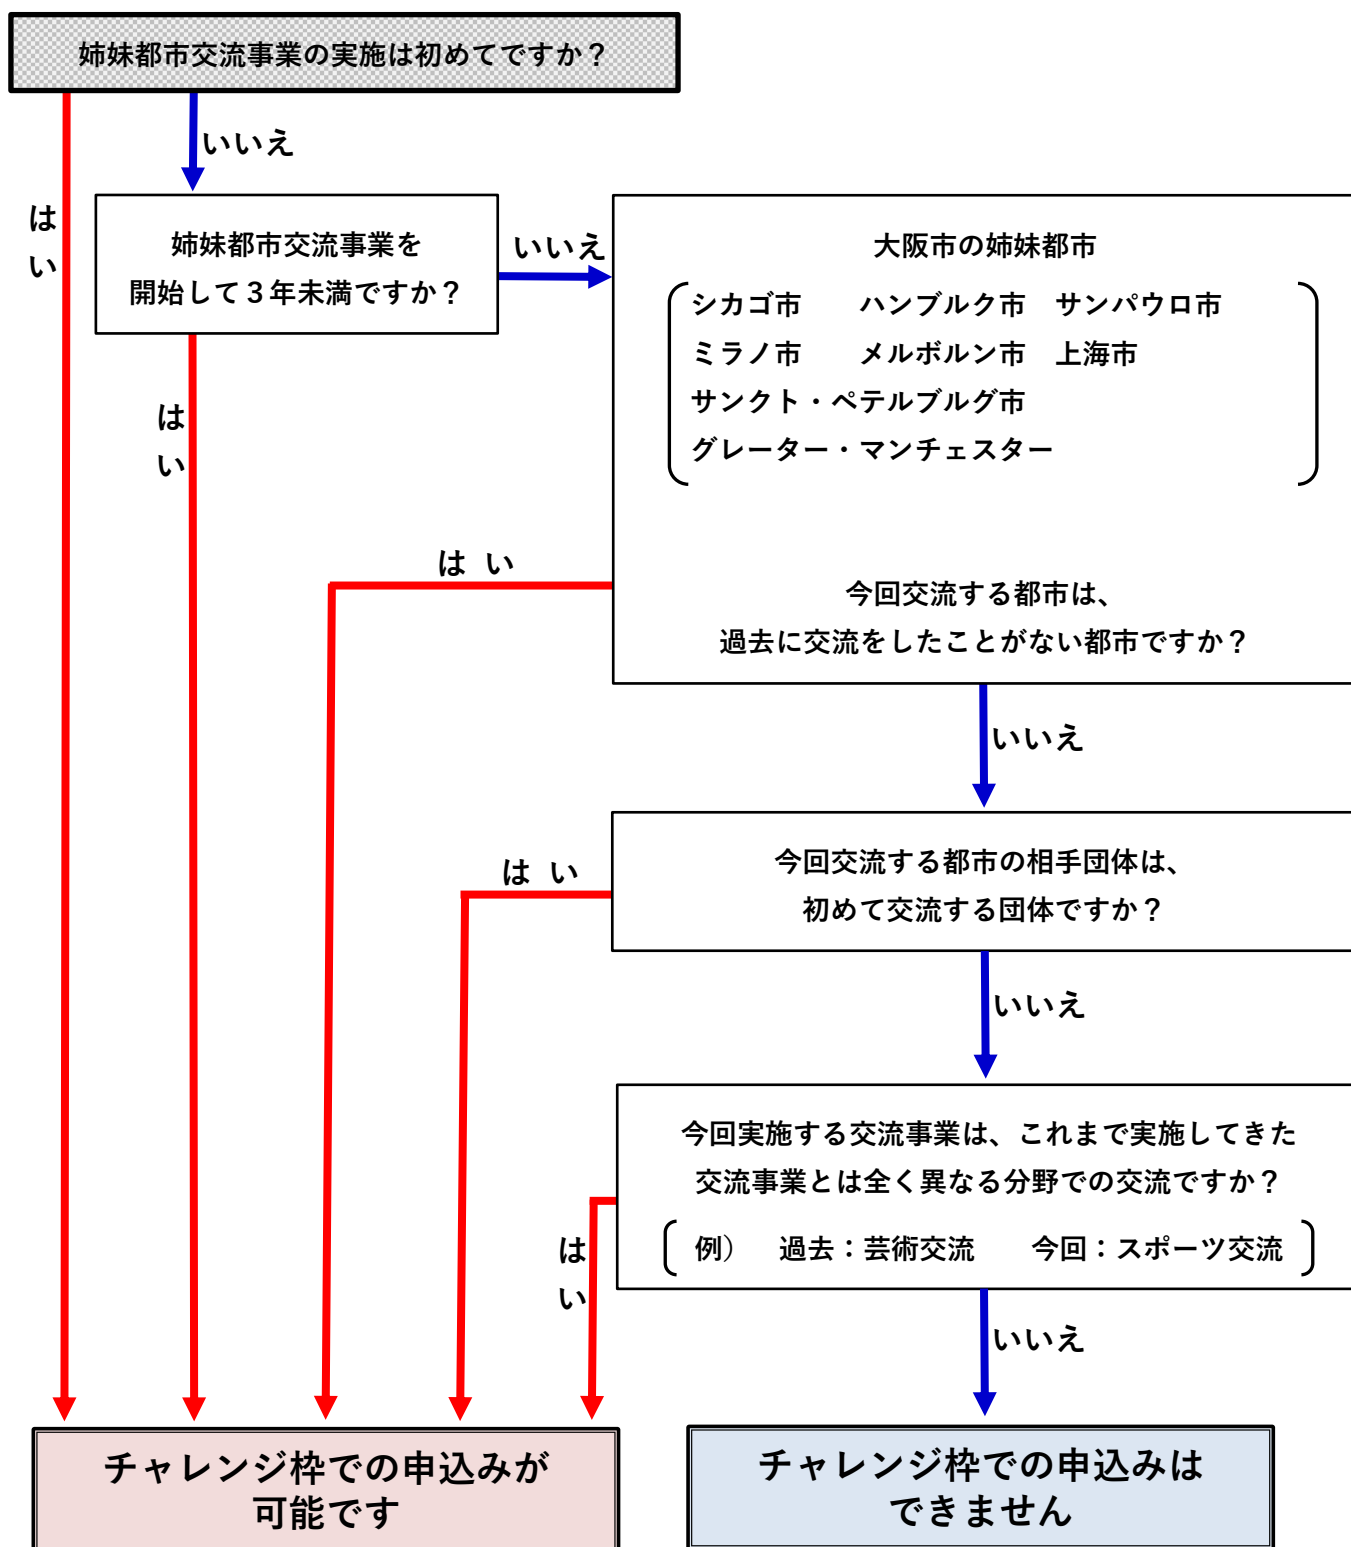 姉妹都市交流事業の実施は初めてですか？
いいえ
はい
姉妹都市交流事業を
開始して３年未満ですか？
いいえ
はい
大阪市の姉妹都市
シカゴ市　　ハンブルク市　サンパウロ市
ミラノ市　　メルボルン市　上海市
サンクト・ペテルブルグ市
グレーター・マンチェスター
今回交流する都市は、
過去に交流をしたことがない都市ですか？
は い
いいえ
今回交流する都市の相手団体は、
初めて交流する団体ですか？
は い
いいえ
今回実施する交流事業は、これまで実施してきた
交流事業とは全く異なる分野での交流ですか？
例）　過去：芸術交流　　今回：スポーツ交流
はい
いいえ
チャレンジ枠での申込みが
可能です
チャレンジ枠での申込みは
できません